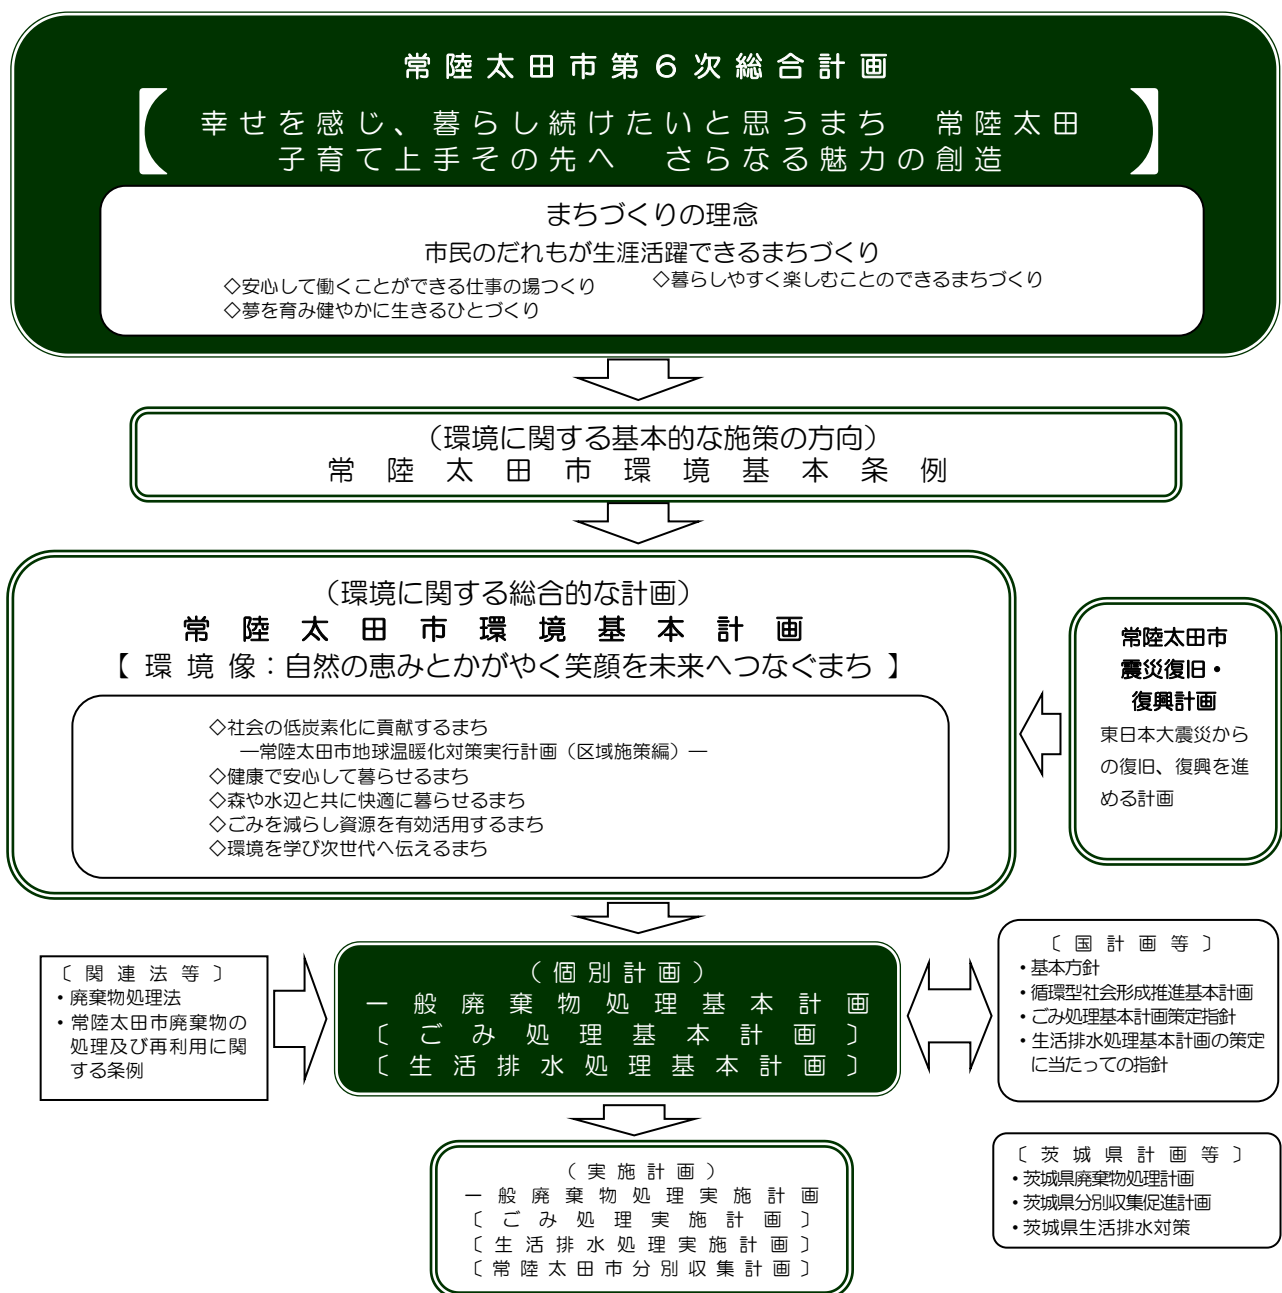 常陸太田市第６次総合計画
幸せを感じ、暮らし続けたいと思うまち　常陸太田
子育て上手その先へ　さらなる魅力の創造
まちづくりの理念
市民のだれもが生涯活躍できるまちづくり
◇安心して働くことができる仕事の場つくり
◇暮らしやすく楽しむことのできるまちづくり
◇夢を育み健やかに生きるひとづくり
（環境に関する基本的な施策の方向）
常陸太田市環境基本条例
（環境に関する総合的な計画）
常陸太田市環境基本計画
【 環 境 像：自然の恵みとかがやく笑顔を未来へつなぐまち 】
◇社会の低炭素化に貢献するまち
―常陸太田市地球温暖化対策実行計画（区域施策編）―
◇健康で安心して暮らせるまち
◇森や水辺と共に快適に暮らせるまち
◇ごみを減らし資源を有効活用するまち
◇環境を学び次世代へ伝えるまち
常陸太田市
震災復旧・
復興計画
東日本大震災から
の復旧、復興を進
める計画
〔関連法等〕
・廃棄物処理法
・常陸太田市廃棄物の
処理及び再利用に関
する条例
（個別計画）
一般廃棄物処理基本計画
〔ごみ処理基本計画〕
〔生活排水処理基本計画〕
〔国計画等〕
・基本方針
・循環型社会形成推進基本計画
・ごみ処理基本計画策定指針
・生活排水処理基本計画の策定
に当たっての指針
（実施計画）
一般廃棄物処理実施計画
〔ごみ処理実施計画〕
〔生活排水処理実施計画〕
〔常陸太田市分別収集計画〕
〔茨城県計画等〕
・茨城県廃棄物処理計画
・茨城県分別収集促進計画
・茨城県生活排水対策